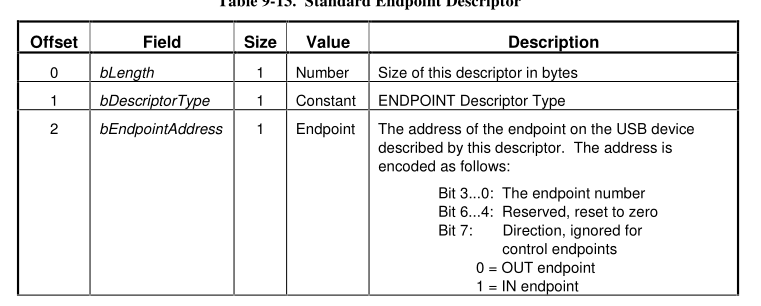 Table 9-13. Standard Endpoint Descriptor
Offset Field Size Value Description
0 bLength 1 Number Size of this descriptor in bytes
1 bDescriptorType 1 Constant ENDPOINT Descriptor Type
2 bEndpointAddress 1 Endpoint The address of the endpoint on the USB device
described by this descriptor. The address is
encoded as follows:
Bit 3...0: The endpoint number
Bit 6...4: Reserved, reset to zero
Bit 7: Direction, ignored for
control endpoints
0 = OUT endpoint
1 = IN endpoint